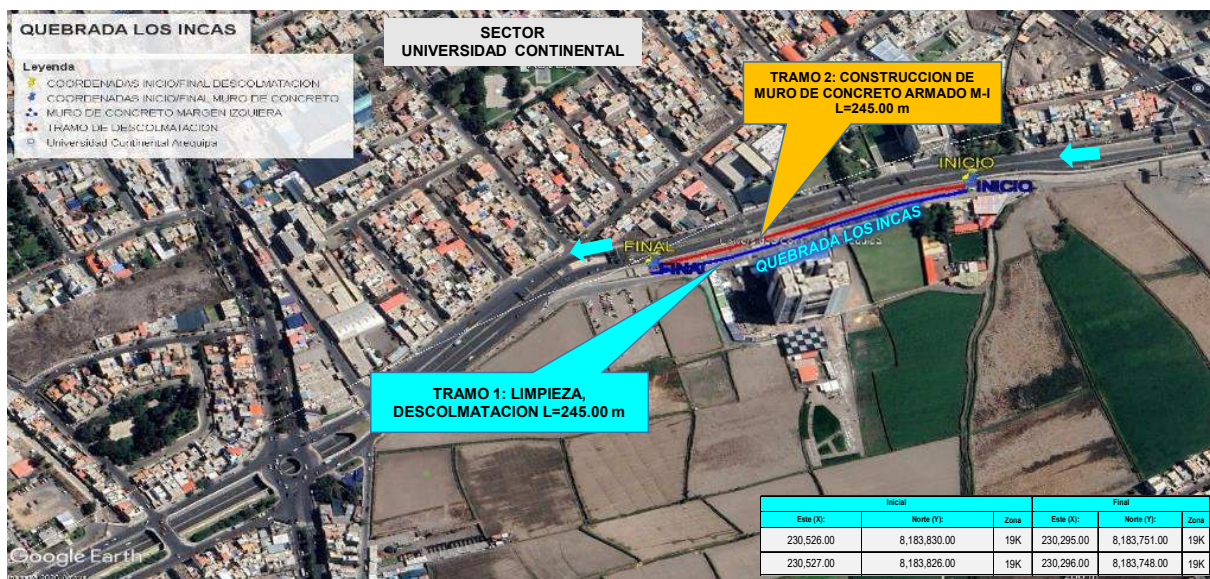 QUEBRADA LOS INCAS
Leyenda
COORDENADAS INICIO/FINAL DESCOLMATACION
COORDENADAS INICIO/FINAL MURO DE CONCRETO
MURO DE CONCRETO MARGEN IZQUIERA
TRAMO DE DESCOLMATACION
Universidad Continental Arequipa
SECTOR
UNIVERSIDAD CONTINENTAL
TRAMO 2: CONSTRUCCION DE
MURO DE CONCRETO ARMADO M-I
L=245.00 m
INICIO
INICIO
QUEBRADA LOS INCAS
FINAL
FINAL
TRAMO 1: LIMPIEZA,
DESCOLMATACION L=245.00 m
Inicial Final
Este (X): Norte (Y): Zona Este (X): Norte (Y): Zona
230,526.00 8,183,830.00 19K 230,295.00 8,183,751.00 19K
230,527.00 8,183,826.00 19K 230,296.00 8,183,748.00 19K
Google Earth